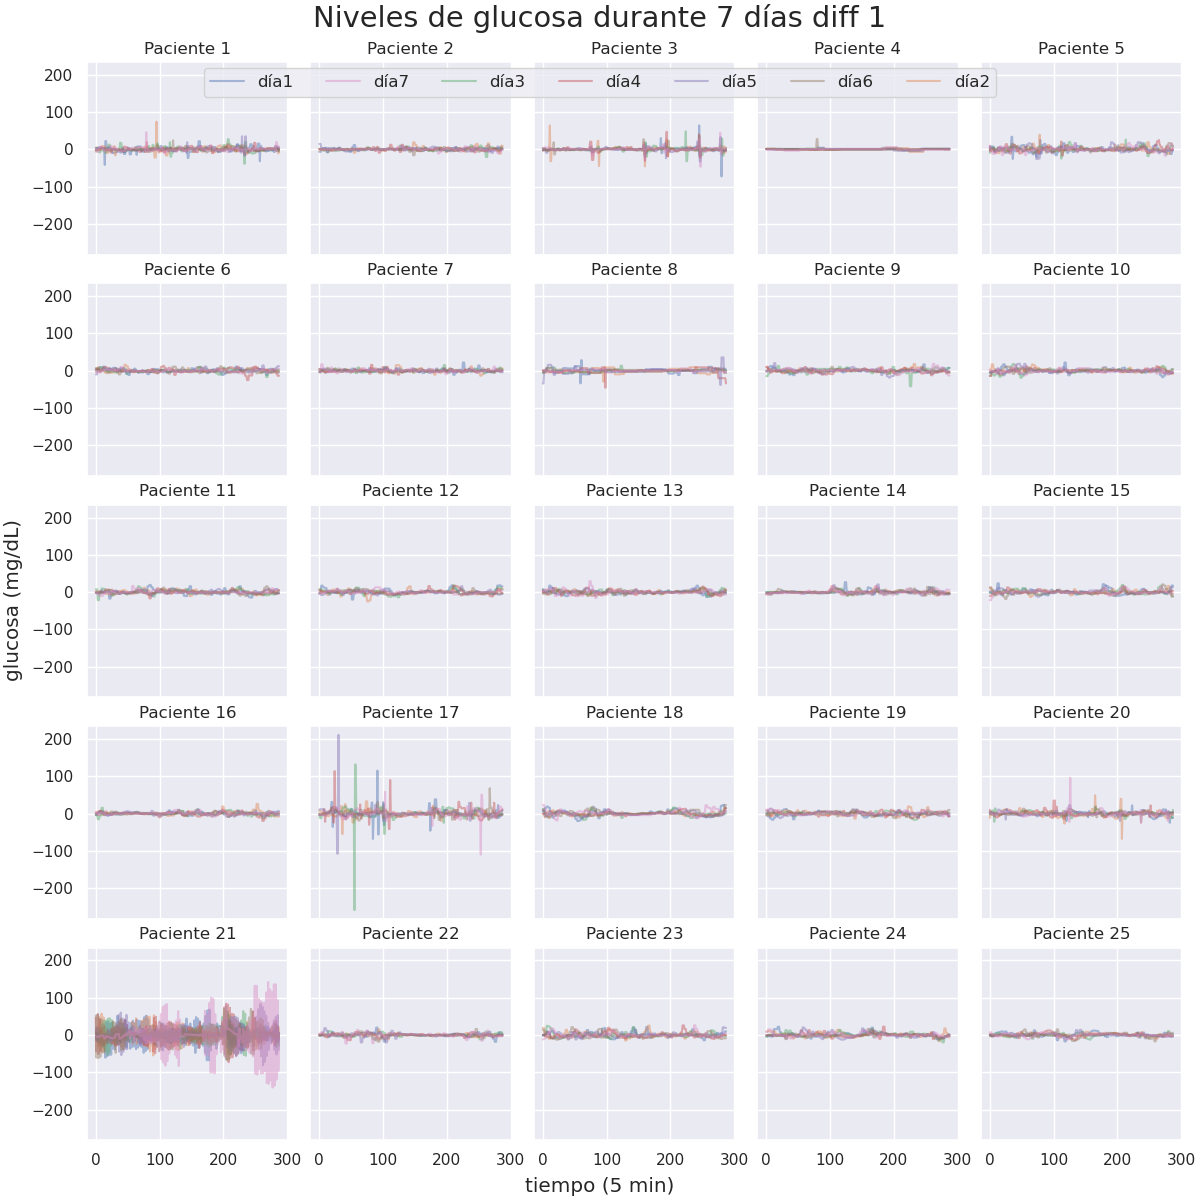 Niveles de glucosa durante 7 días diff 1
Paciente 1 Paciente 2 Paciente 3 Paciente 4 Paciente 5
día1 día7 día3 día4 día5 día6 día2
200
100
0
−100
−200
Paciente 6 Paciente 7 Paciente 8 Paciente 9 Paciente 10
200
100
0
−100
−200
Paciente 11 Paciente 12 Paciente 13 Paciente 14 Paciente 15
200
100
0
−100
−200
glucosa (mg/dL)
Paciente 16 Paciente 17 Paciente 18 Paciente 19 Paciente 20
200
100
0
−100
−200
Paciente 21 Paciente 22 Paciente 23 Paciente 24 Paciente 25
200
100
0
−100
−200
0 100 200 300 0 100 200 300 0 100 200 300 0 100 200 300 0 100 200 300
tiempo (5 min)